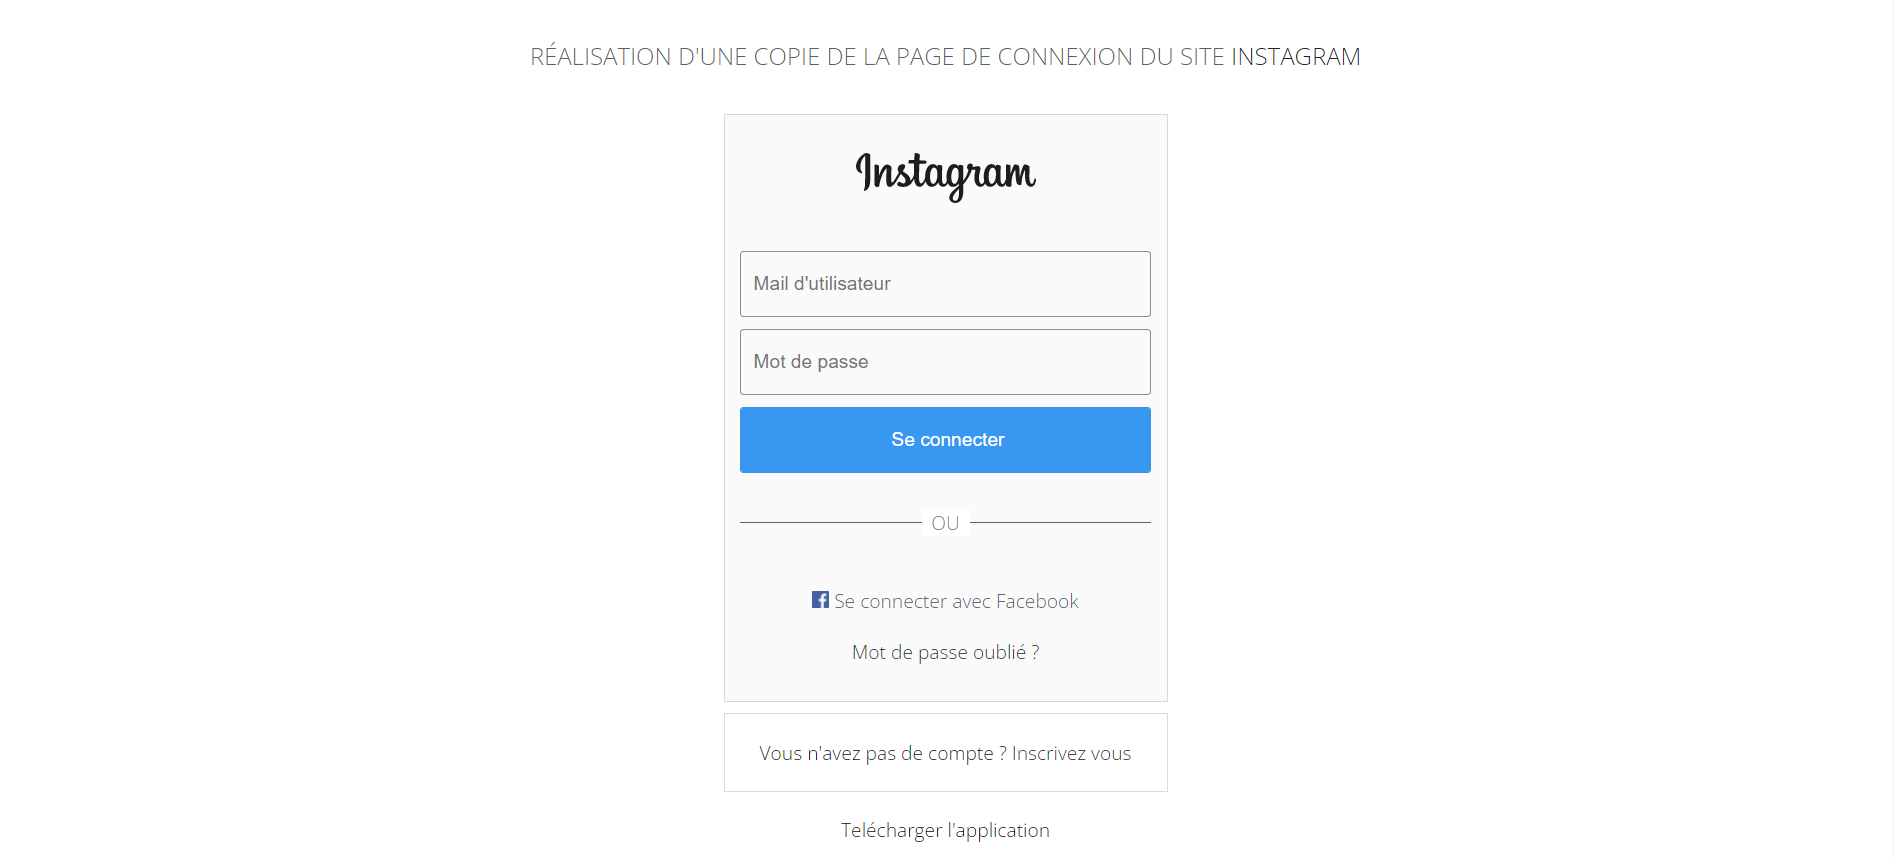 RÉALISATION D'UNE COPIE DE LA PAGE DE CONNEXION DU SITE INSTAGRAM
Instagram
Mail d'utilisateur
Mot de passe
Se connecter
OU
Se connecter avec Facebook
Mot de passe oublié ?
Vous n'avez pas de compte ? Inscrivez vous
Telécharger l'application